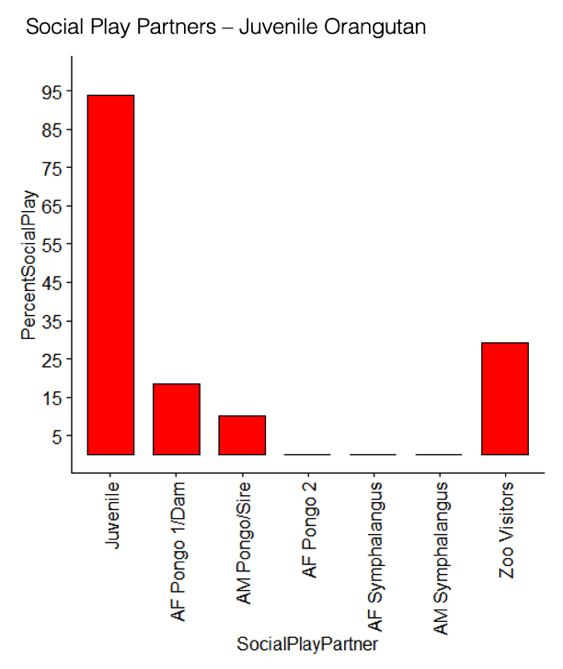 Social Play Partners – Juvenile Orangutan
PercentSocialPlay
95
85
75
65
55
45
35
25
15
5
Juvenile
AF Pongo 1/Dam
AM Pongo/Sire
AF Pongo 2
AF Symphalangus
AM Symphalangus
Zoo Visitors
SocialPlayPartner